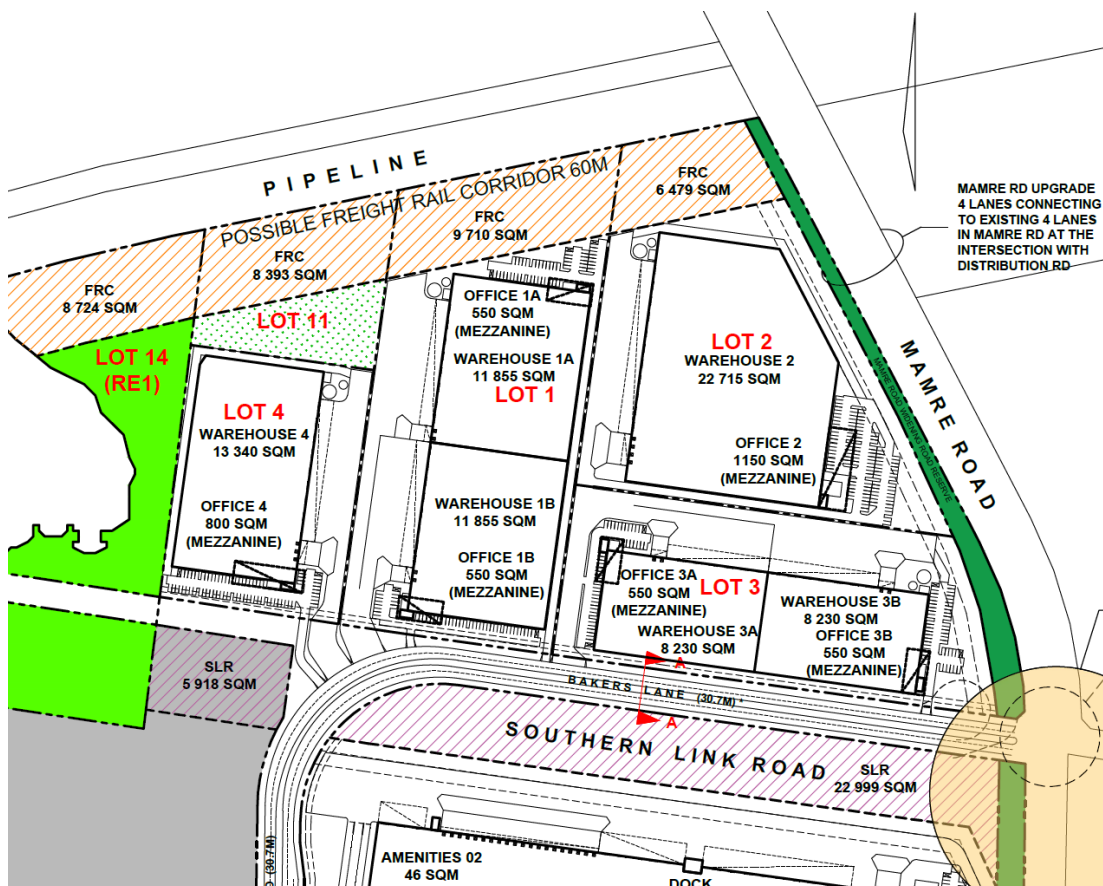 PIPELINE
POSSIBLE FREIGHT RAIL CORRIDOR 60M
FRC
6 479 SQM
FRC
9 710 SQM
FRC
8 393 SQM
FRC
8 724 SQM
MAMRE RD UPGRADE
4 LANES CONNECTING
TO EXISTING 4 LANES
IN MAMRE RD AT THE
INTERSECTION WITH
DISTRIBUTION RD
MAMRE ROAD
MAMRE ROAD WIDENING ROAD RESERVE
LOT 11
LOT 14
(RE1)
OFFICE 1A
550 SQM
(MEZZANINE)
WAREHOUSE 1A
11 855 SQM
LOT 1
LOT 2
WAREHOUSE 2
22 715 SQM
OFFICE 2
1150 SQM
(MEZZANINE)
LOT 4
WAREHOUSE 4
13 340 SQM
OFFICE 4
800 SQM
(MEZZANINE)
WAREHOUSE 1B
11 855 SQM
OFFICE 1B
550 SQM
(MEZZANINE)
OFFICE 3A
550 SQM
(MEZZANINE)
LOT 3
WAREHOUSE 3A
8 230 SQM
WAREHOUSE 3B
8 230 SQM
OFFICE 3B
550 SQM
(MEZZANINE)
SLR
5 918 SQM
A
BAKERS LANE (30.7M)
A
SOUTHERN LINK ROAD
SLR
22 999 SQM
(30.7M)
AMENITIES 02
46 SQM
DOCK